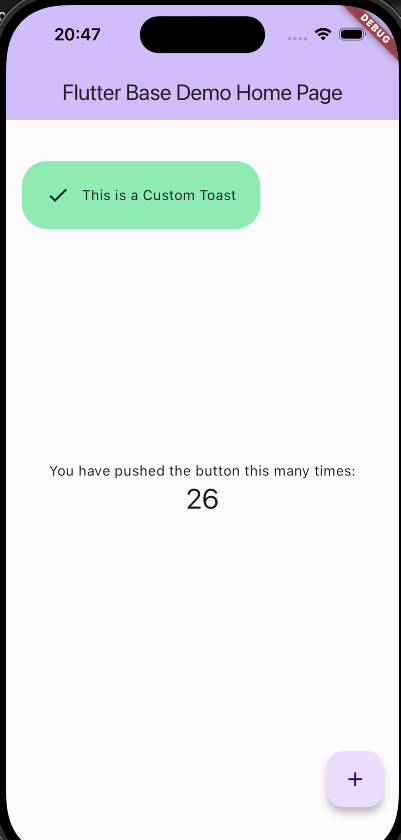 20:47
DEBUG
Flutter Base Demo Home Page
This is a Custom Toast
You have pushed the button this many times:
26
+